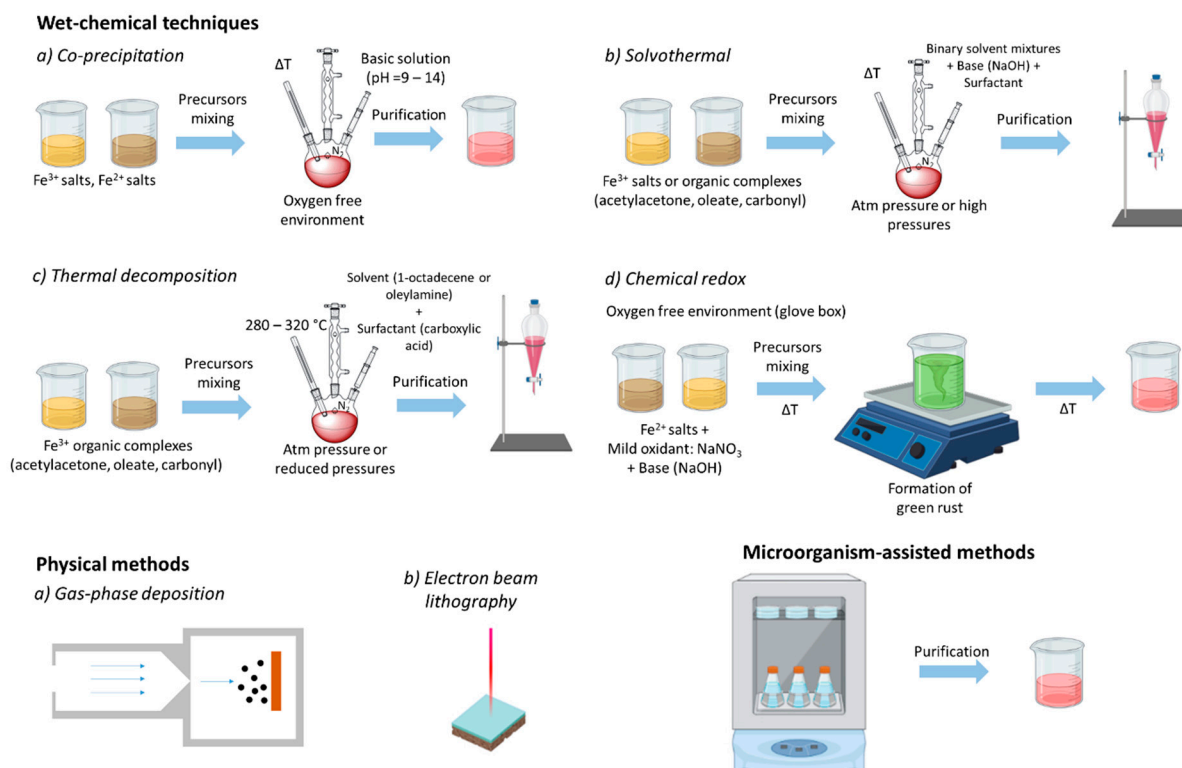 Wet-chemical techniques
a) Co-precipitation
ΔT
Basic solution
(pH =9 – 14)
Precursors
mixing
N₂
Purification
Fe³⁺ salts, Fe²⁺ salts
Oxygen free
environment
b) Solvothermal
ΔT
Binary solvent mixtures
+ Base (NaOH) +
Surfactant
Precursors
mixing
N₂
Purification
Fe³⁺ salts or organic complexes
(acetylacetone, oleate, carbonyl)
Atm pressure or high
pressures
c) Thermal decomposition
280 – 320 °C
Solvent (1-octadecene or
oleylamine)
+
Surfactant (carboxylic
acid)
Precursors
mixing
N₂
Purification
Fe³⁺ organic complexes
(acetylacetone, oleate, carbonyl)
Atm pressure or
reduced pressures
d) Chemical redox
Oxygen free environment (glove box)
Precursors
mixing
ΔT
ΔT
Fe²⁺ salts +
Mild oxidant: NaNO₃
+ Base (NaOH)
Formation of
green rust
Physical methods
a) Gas-phase deposition
b) Electron beam
lithography
Microorganism-assisted methods
Purification